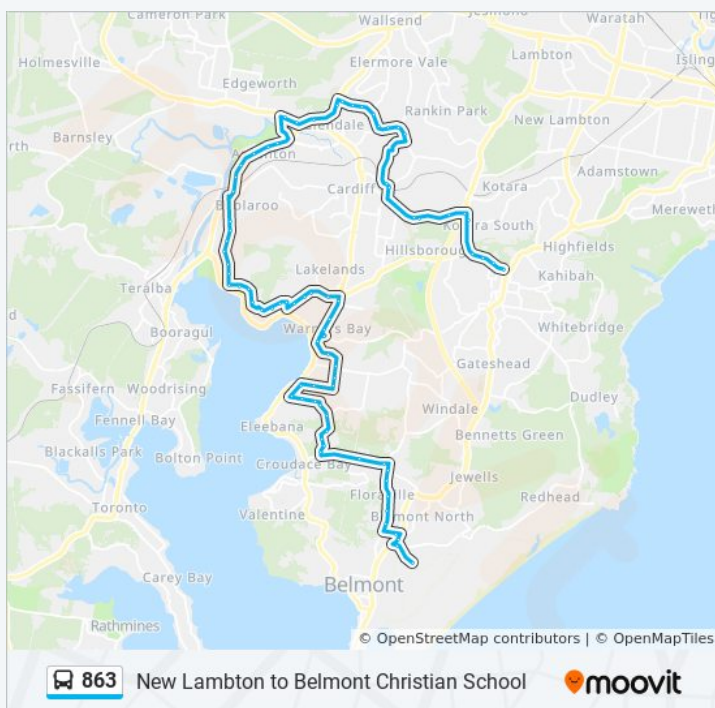 Cameron Park
Wallsend
Jesmond
Waratah
Holmesville
Elermore Vale
Lambton
Isling
Edgeworth
Rankin Park
New Lambton
Barnsley
Adamstown
Cardiff
Kotara
Merewet
Kotara South
Hillsborough
Highfields
Lakelands
Kahibah
Teralba
Whitebridge
Booragul
Warners Bay
Gateshead
Fassifern
Woodrising
Dudley
Windale
Fennell Bay
Eleebana
Bennetts Green
Blackalls Park
Bolton Point
Croudace Bay
Jewells
Floraville
Redhead
Toronto
Valentine
Belmont North
Carey Bay
Belmont
Rathmines
© OpenStreetMap contributors | © OpenMapTiles
863 New Lambton to Belmont Christian School moovit